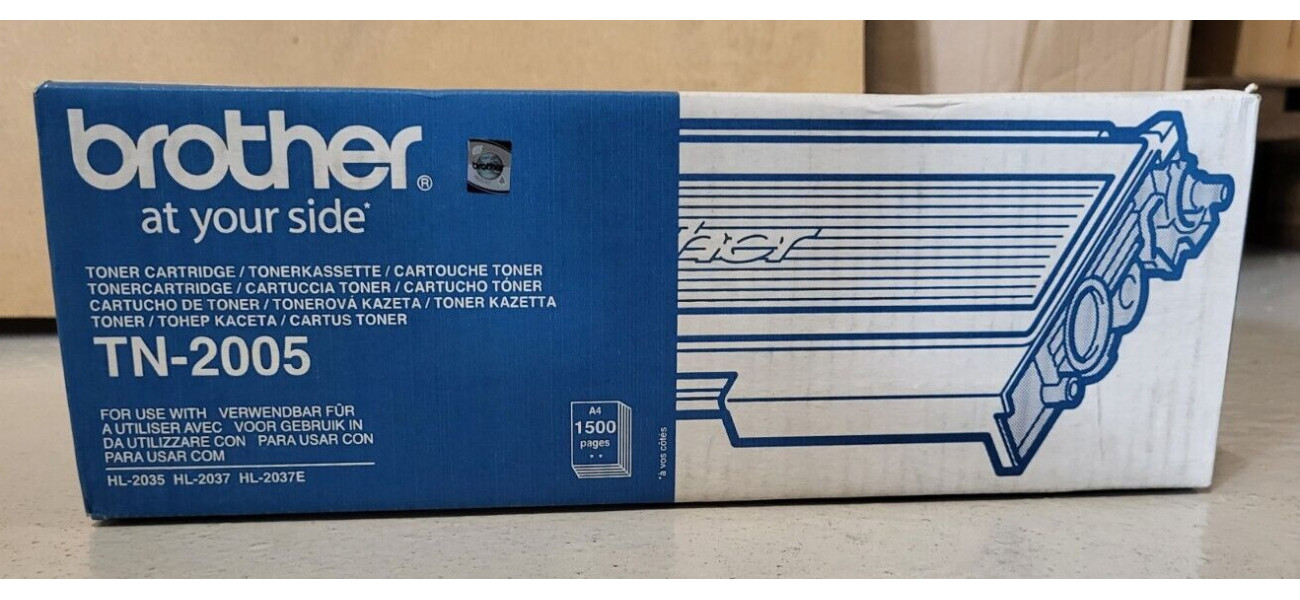 brother®
at your side*
brother
TONER CARTRIDGE / TONERKASSETTE / CARTOUCHE TONER
TONERCARTRIDGE / CARTUCCIA TONER / CARTUCHO TÓNER
CARTUCHO DE TONER / TONEROVÁ KAZETA / TONER KAZETTA
TONER / ТОНЕР КАСЕТА / CARTUS TONER
TN-2005
FOR USE WITH VERWENDBAR FÜR
A UTILISER AVEC VOOR GEBRUIK IN
DA UTILIZZARE CON PARA USAR CON
PARA USAR COM
HL-2035 HL-2037 HL-2037E
A4
1500
pages
**
*à vos côtés